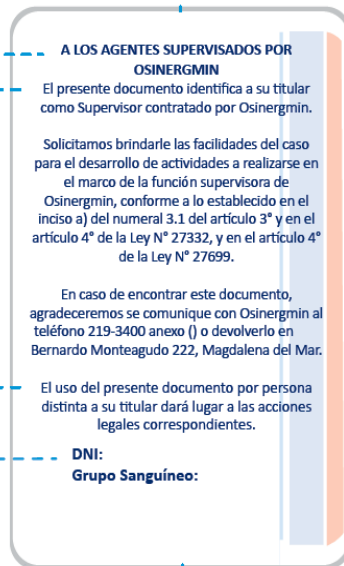 A LOS AGENTES SUPERVISADOS POR
OSINERGMIN
El presente documento identifica a su titular
como Supervisor contratado por Osinergmin.
Solicitamos brindarle las facilidades del caso
para el desarrollo de actividades a realizarse en
el marco de la función supervisora de
Osinergmin, conforme a lo establecido en el
inciso a) del numeral 3.1 del artículo 3° y en el
artículo 4° de la Ley N° 27332, y en el artículo 4°
de la Ley N° 27699.
En caso de encontrar este documento,
agradeceremos se comunique con Osinergmin al
teléfono 219-3400 anexo () o devolverlo en
Bernardo Monteagudo 222, Magdalena del Mar.
El uso del presente documento por persona
distinta a su titular dará lugar a las acciones
legales correspondientes.
DNI:
Grupo Sanguíneo: